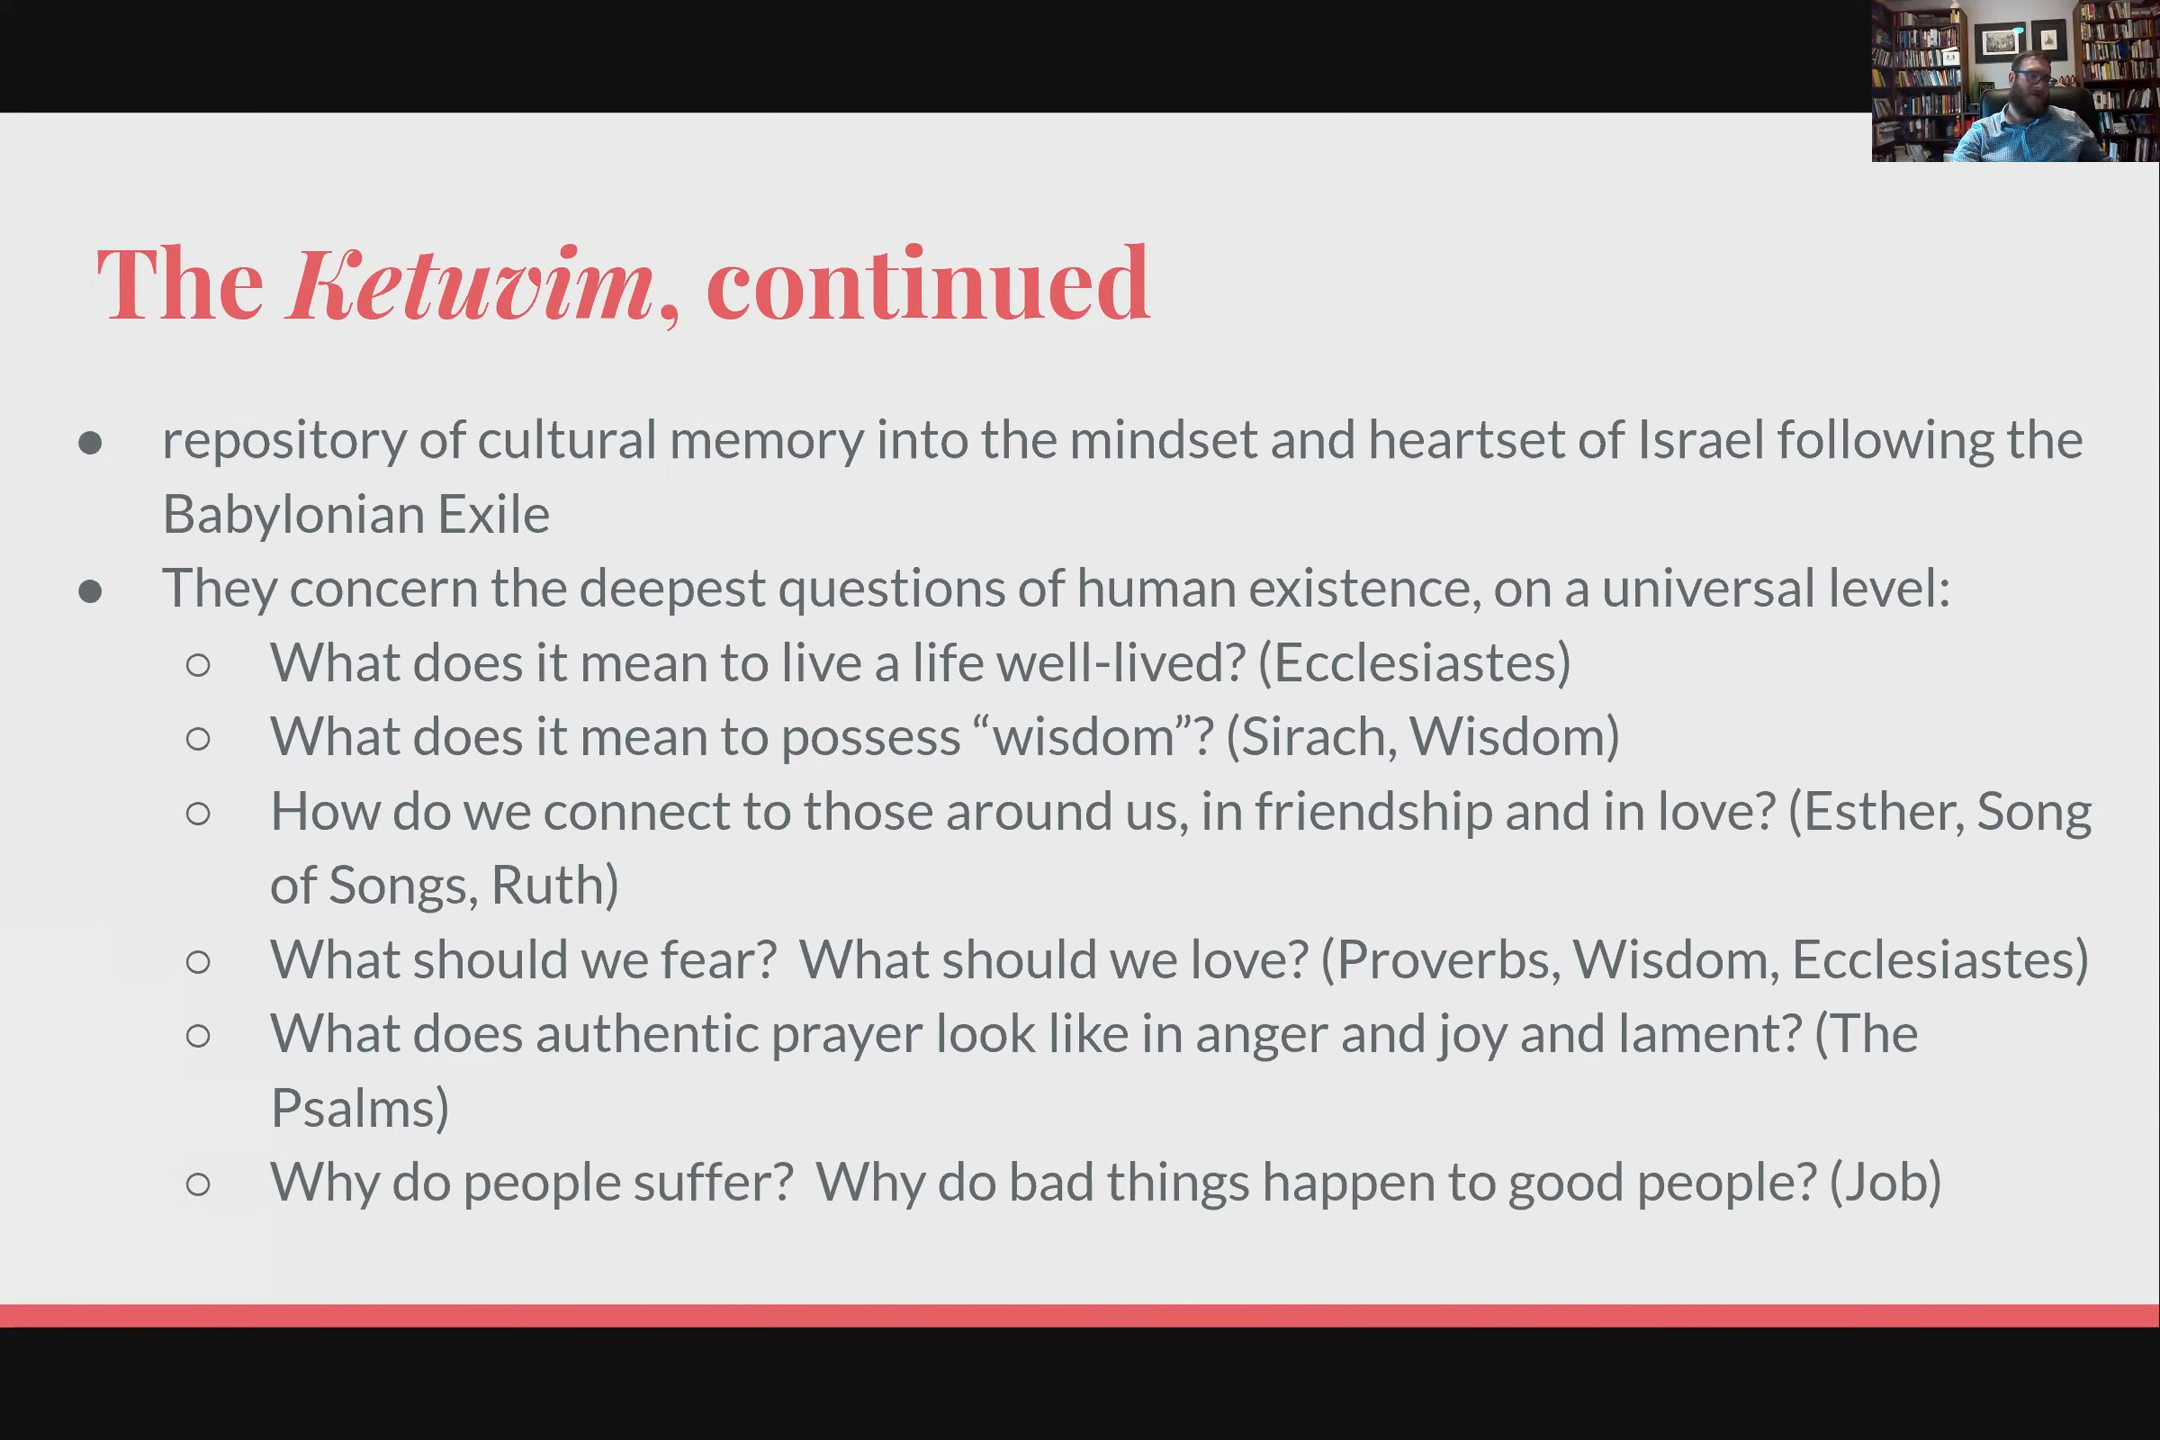 The Ketuvim, continued
● repository of cultural memory into the mindset and heartset of Israel following the
Babylonian Exile
● They concern the deepest questions of human existence, on a universal level:
○ What does it mean to live a life well-lived? (Ecclesiastes)
○ What does it mean to possess “wisdom”? (Sirach, Wisdom)
○ How do we connect to those around us, in friendship and in love? (Esther, Song
of Songs, Ruth)
○ What should we fear?  What should we love? (Proverbs, Wisdom, Ecclesiastes)
○ What does authentic prayer look like in anger and joy and lament? (The
Psalms)
○ Why do people suffer?  Why do bad things happen to good people? (Job)